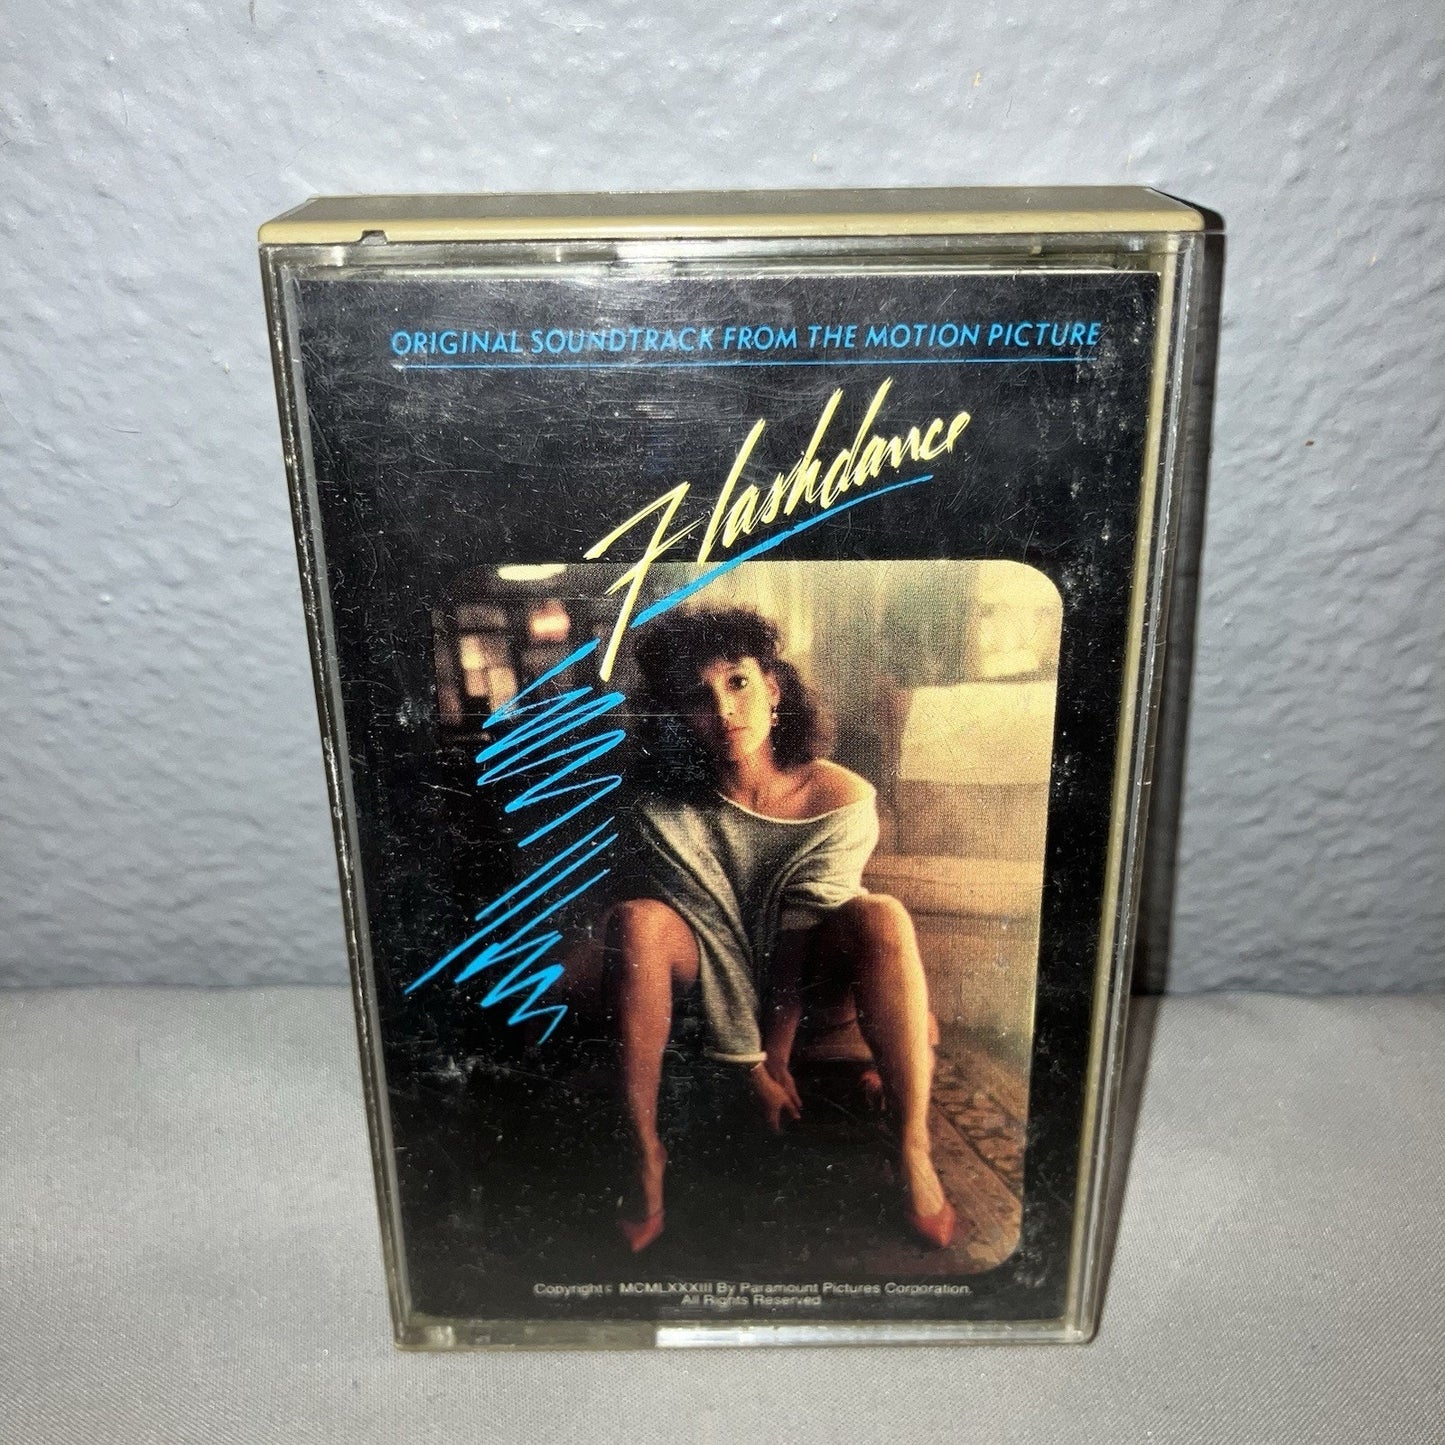 ORIGINAL SOUNDTRACK FROM THE MOTION PICTURE
Flashdance
Copyright © MCMLXXXIII By Paramount Pictures Corporation.
All Rights Reserved